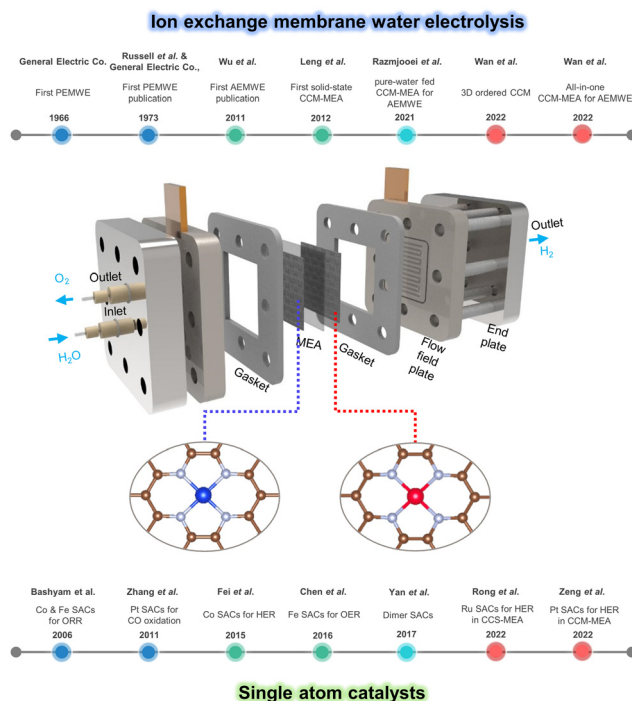 Ion exchange membrane water electrolysis
General Electric Co.
First PEMWE
1966
Russell et al. &
General Electric Co.,
First PEMWE
publication
1973
Wu et al.
First AEMWE
publication
2011
Leng et al.
First solid-state
CCM-MEA
2012
Razmjooei et al.
pure-water fed
CCM-MEA for
AEMWE
2021
Wan et al.
3D ordered CCM
2022
Wan et al.
All-in-one
CCM-MEA for AEMWE
2022
O2
Outlet
Inlet
H2O
Gasket
MEA
Gasket
Flow
field
plate
End
plate
Outlet
H2
Bashyam et al.
Co & Fe SACs
for ORR
2006
Zhang et al.
Pt SACs for
CO oxidation
2011
Fei et al.
Co SACs for HER
2015
Chen et al.
Fe SACs for OER
2016
Yan et al.
Dimer SACs
2017
Rong et al.
Ru SACs for HER
in CCS-MEA
2022
Zeng et al.
Pt SACs for HER
in CCM-MEA
2022
Single atom catalysts